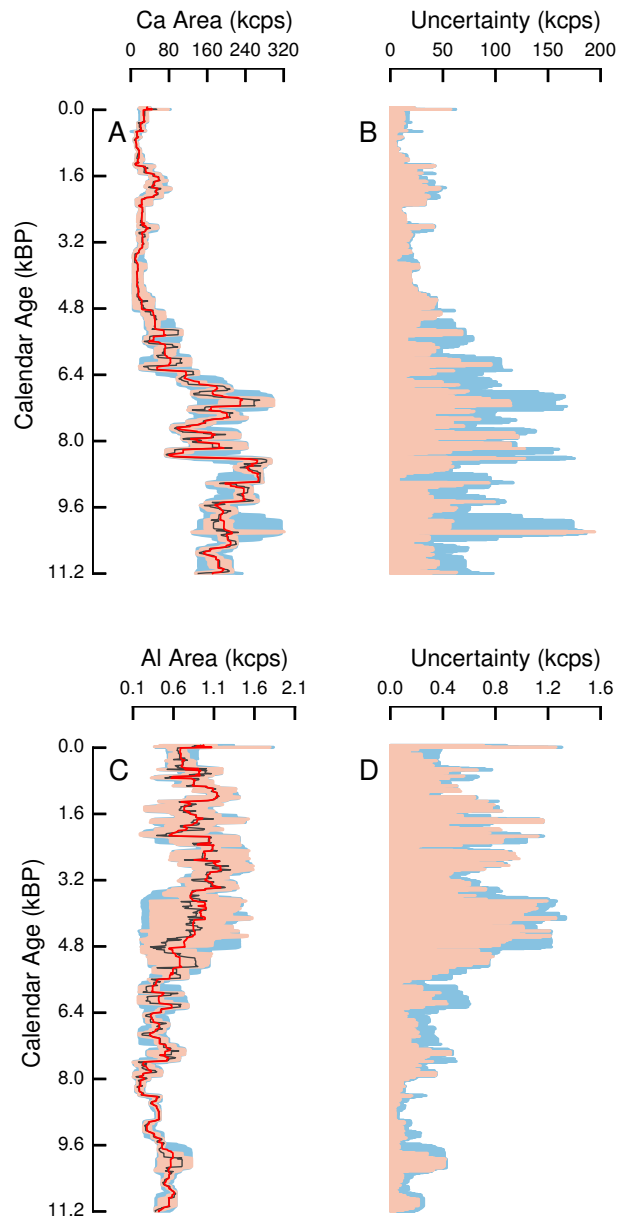 Ca Area (kcps)
Uncertainty (kcps)
0 80 160 240 320
0 50 100 150 200
A
B
0.0
1.6
3.2
4.8
6.4
8.0
9.6
11.2
Calendar Age (kBP)
Al Area (kcps)
Uncertainty (kcps)
0.1 0.6 1.1 1.6 2.1
0.0 0.4 0.8 1.2 1.6
C
D
0.0
1.6
3.2
4.8
6.4
8.0
9.6
11.2
Calendar Age (kBP)